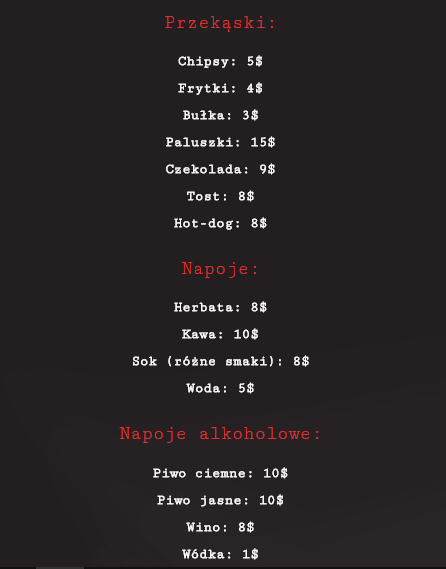 Przekąski:
Chipsy: 5$
Frytki: 4$
Bułka: 3$
Paluszki: 15$
Czekolada: 9$
Tost: 8$
Hot-dog: 8$
Napoje:
Herbata: 8$
Kawa: 10$
Sok (różne smaki): 8$
Woda: 5$
Napoje alkoholowe:
Piwo ciemne: 10$
Piwo jasne: 10$
Wino: 8$
Wódka: 1$